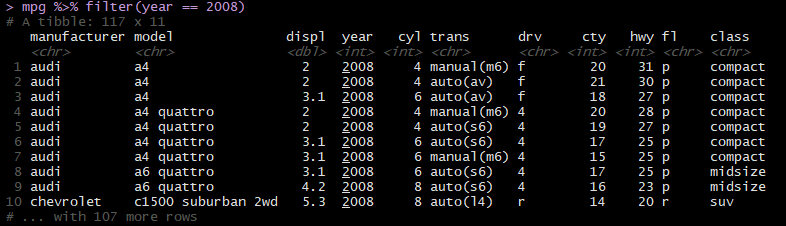 > mpg %>% filter(year == 2008)
# A tibble: 117 x 11
   manufacturer model              displ  year   cyl trans      drv     cty   hwy fl    class
   <chr>        <chr>              <dbl> <int> <int> <chr>      <chr> <int> <int> <chr> <chr>
 1 audi         a4                   2    2008     4 manual(m6) f        20    31 p     compact
 2 audi         a4                   2    2008     4 auto(av)   f        21    30 p     compact
 3 audi         a4                   3.1  2008     6 auto(av)   f        18    27 p     compact
 4 audi         a4 quattro           2    2008     4 manual(m6) 4        20    28 p     compact
 5 audi         a4 quattro           2    2008     4 auto(s6)   4        19    27 p     compact
 6 audi         a4 quattro           3.1  2008     6 auto(s6)   4        17    25 p     compact
 7 audi         a4 quattro           3.1  2008     6 manual(m6) 4        15    25 p     compact
 8 audi         a6 quattro           3.1  2008     6 auto(s6)   4        17    25 p     midsize
 9 audi         a6 quattro           4.2  2008     8 auto(s6)   4        16    23 p     midsize
10 chevrolet    c1500 suburban 2wd   5.3  2008     8 auto(l4)   r        14    20 r     suv
# ... with 107 more rows